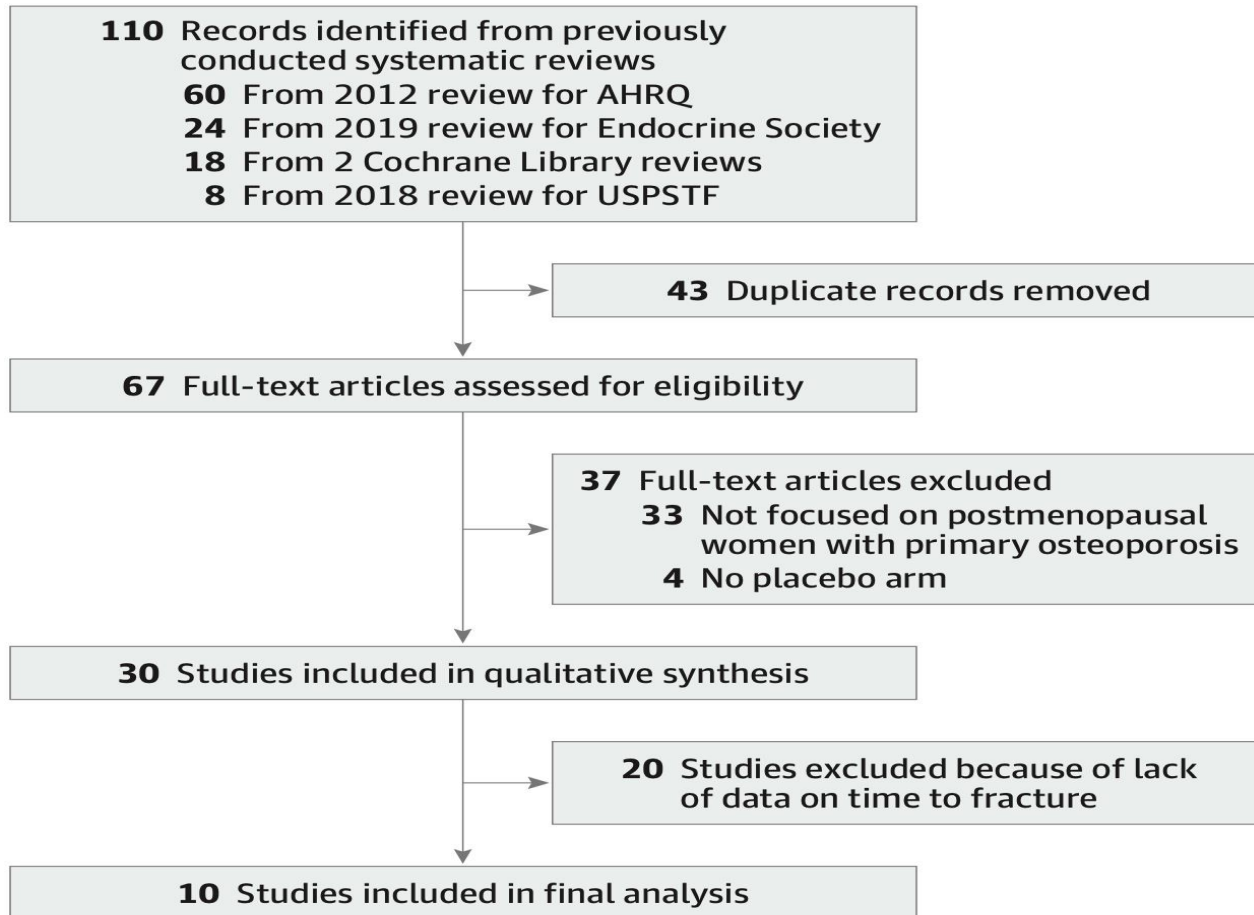 110 Records identified from previously
conducted systematic reviews
60 From 2012 review for AHRQ
24 From 2019 review for Endocrine Society
18 From 2 Cochrane Library reviews
8 From 2018 review for USPSTF
43 Duplicate records removed
67 Full-text articles assessed for eligibility
37 Full-text articles excluded
33 Not focused on postmenopausal
women with primary osteoporosis
4 No placebo arm
30 Studies included in qualitative synthesis
20 Studies excluded because of lack
of data on time to fracture
10 Studies included in final analysis